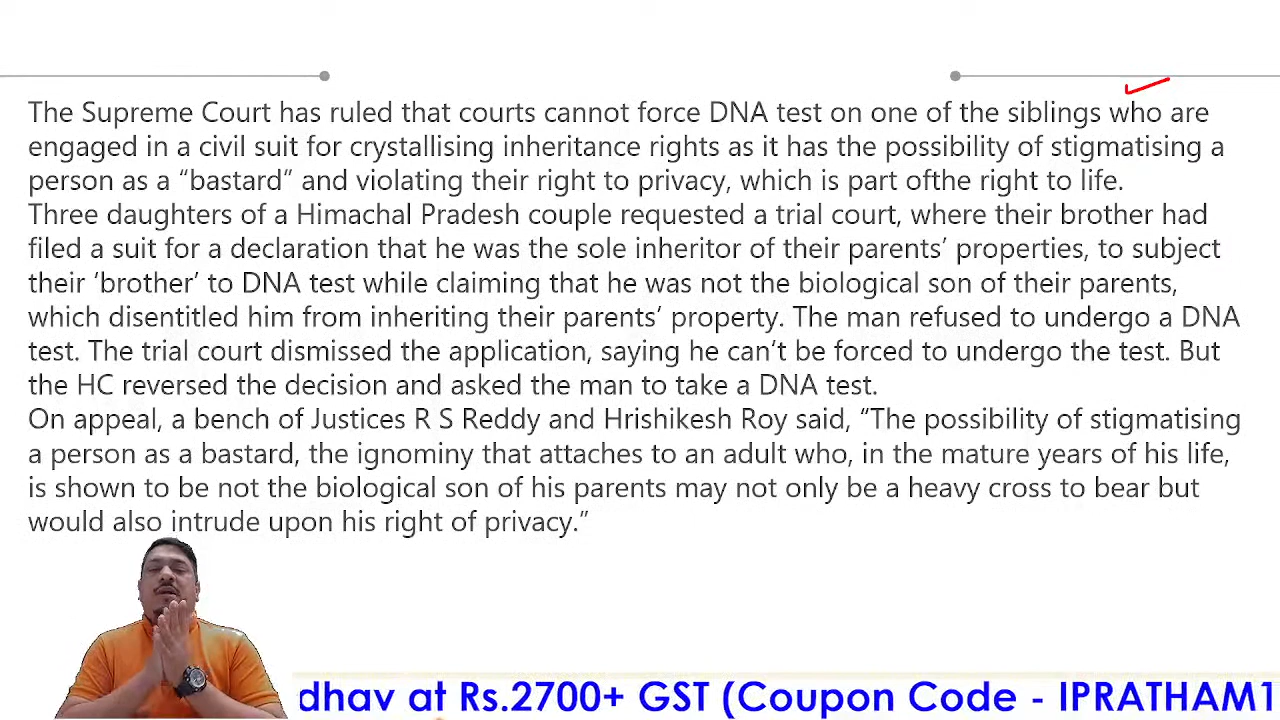 The Supreme Court has ruled that courts cannot force DNA test on one of the siblings who are
engaged in a civil suit for crystallising inheritance rights as it has the possibility of stigmatising a
person as a “bastard” and violating their right to privacy, which is part ofthe right to life.
Three daughters of a Himachal Pradesh couple requested a trial court, where their brother had
filed a suit for a declaration that he was the sole inheritor of their parents’ properties, to subject
their ‘brother’ to DNA test while claiming that he was not the biological son of their parents,
which disentitled him from inheriting their parents’ property. The man refused to undergo a DNA
test. The trial court dismissed the application, saying he can’t be forced to undergo the test. But
the HC reversed the decision and asked the man to take a DNA test.
On appeal, a bench of Justices R S Reddy and Hrishikesh Roy said, “The possibility of stigmatising
a person as a bastard, the ignominy that attaches to an adult who, in the mature years of his life,
is shown to be not the biological son of his parents may not only be a heavy cross to bear but
would also intrude upon his right of privacy.”
dhav at Rs.2700+ GST (Coupon Code - IPRATHAM1